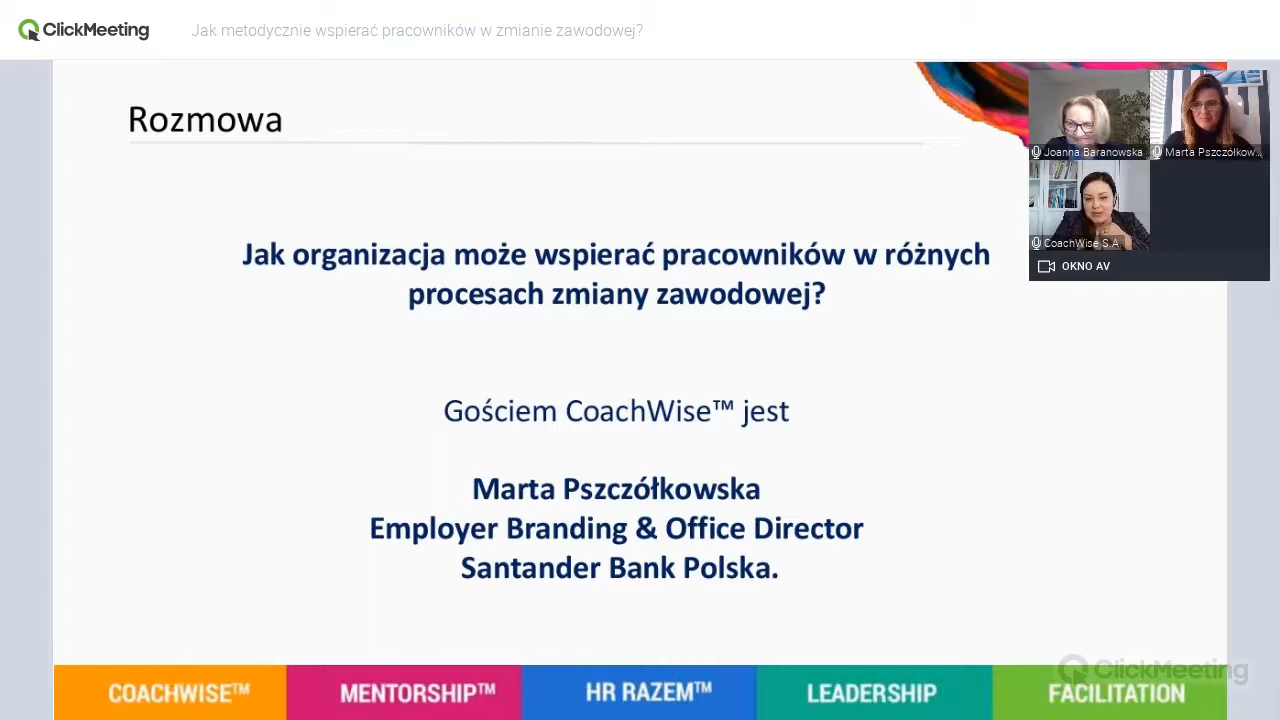 ClickMeeting
Jak metodycznie wspierać pracowników w zmianie zawodowej?
Rozmowa
Joanna Baranowska
Marta Pszczółkow...
CoachWise S.A.
OKNO AV
Jak organizacja może wspierać pracowników w różnych
procesach zmiany zawodowej?
Gościem CoachWise™ jest
Marta Pszczółkowska
Employer Branding & Office Director
Santander Bank Polska.
ClickMeeting
COACHWISE™
MENTORSHIP™
HR RAZEM™
LEADERSHIP
FACILITATION